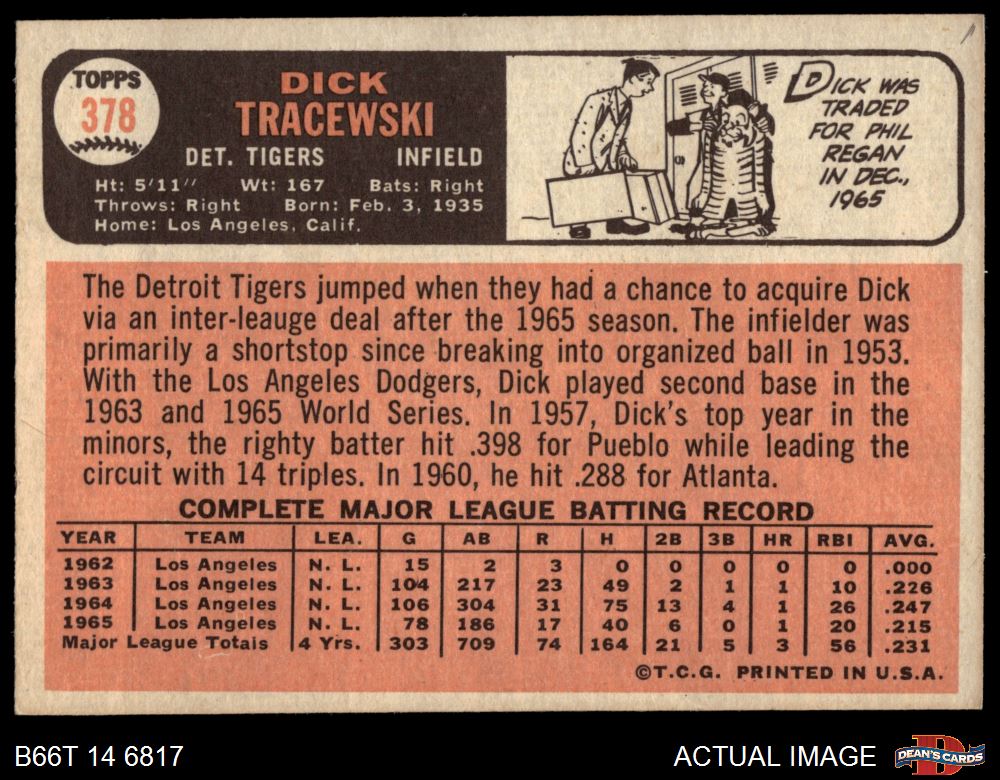 TOPPS
378
DICK
TRACEWSKI
DET. TIGERS INFIELD
Ht: 5'11" Wt: 167 Bats: Right
Throws: Right Born: Feb. 3, 1935
Home: Los Angeles, Calif.
DICK WAS
TRADED
FOR PHIL
REGAN
IN DEC.,
1965
The Detroit Tigers jumped when they had a chance to acquire Dick
via an inter-leauge deal after the 1965 season. The infielder was
primarily a shortstop since breaking into organized ball in 1953.
With the Los Angeles Dodgers, Dick played second base in the
1963 and 1965 World Series. In 1957, Dick's top year in the
minors, the righty batter hit .398 for Pueblo while leading the
circuit with 14 triples. In 1960, he hit .288 for Atlanta.
COMPLETE MAJOR LEAGUE BATTING RECORD
YEAR TEAM LEA. G AB R H 2B 3B HR RBI AVG.
1962 Los Angeles N. L. 15 2 3 0 0 0 0 0 .000
1963 Los Angeles N. L. 104 217 23 49 2 1 1 10 .226
1964 Los Angeles N. L. 106 304 31 75 13 4 1 26 .247
1965 Los Angeles N. L. 78 186 17 40 6 0 1 20 .215
Major League Totals 4 Yrs. 303 709 74 164 21 5 3 56 .231
©T.C.G. PRINTED IN U.S.A.
B66T 14 6817
ACTUAL IMAGE
DEAN'S CARDS